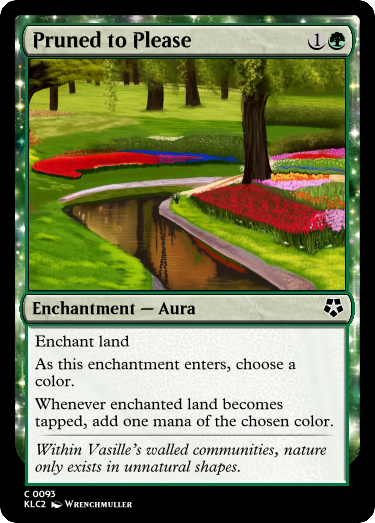 Pruned to Please 1
Enchantment — Aura
Enchant land
As this enchantment enters, choose a
color.
Whenever enchanted land becomes
tapped, add one mana of the chosen color.
Within Vasille's walled communities, nature
only exists in unnatural shapes.
C 0093
KLC2 Wrenchmuller